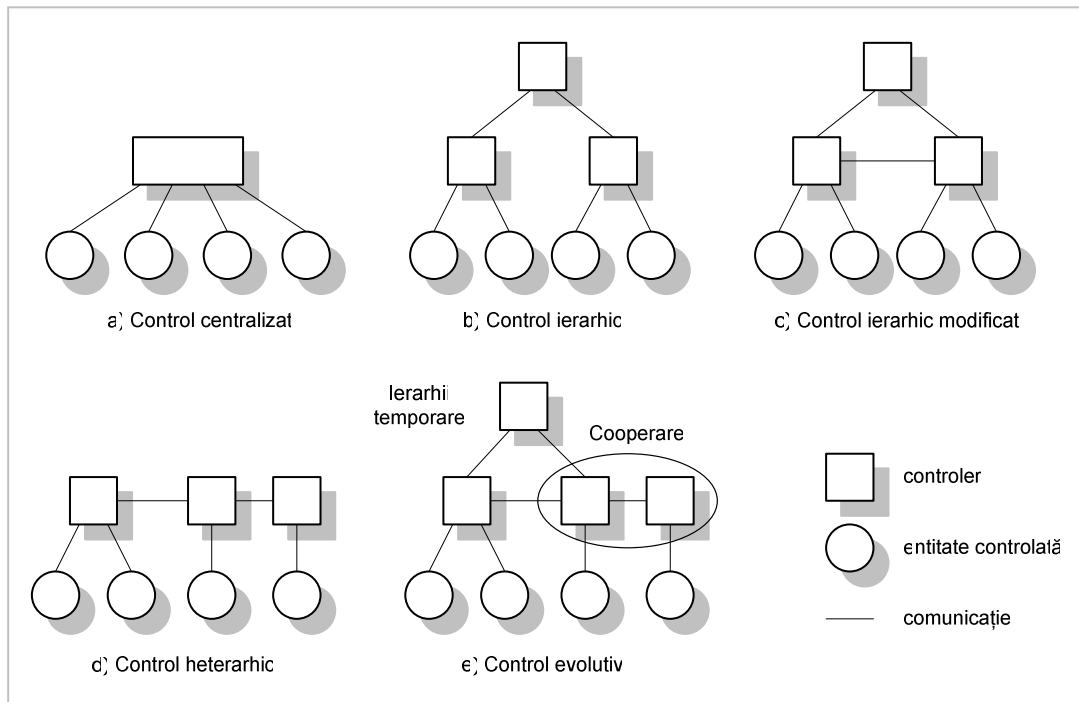 a) Control centralizat
b) Control ierarhic
c) Control ierarhic modificat
Ierarhii
temporare
Cooperare
controler
entitate controlată
comunicație
d) Control heterarhic
e) Control evolutiv